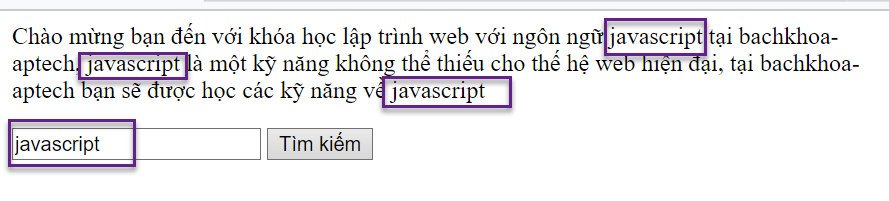 Chào mừng bạn đến với khóa học lập trình web với ngôn ngữ javascript tại bachkhoa-
aptech, javascript là một kỹ năng không thể thiếu cho thế hệ web hiện đại, tại bachkhoa-
aptech bạn sẽ được học các kỹ năng về javascript
javascript Tìm kiếm